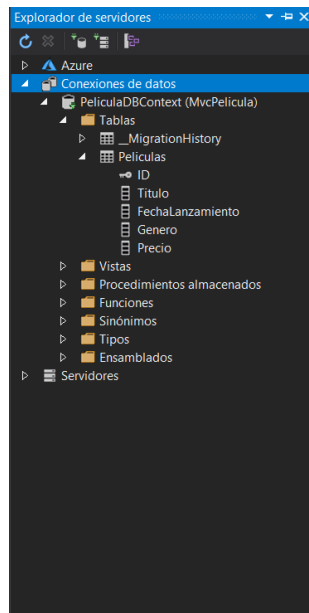 Explorador de servidores
Azure
Conexiones de datos
PeliculaDBContext (MvcPelicula)
Tablas
__MigrationHistory
Peliculas
ID
Titulo
FechaLanzamiento
Genero
Precio
Vistas
Procedimientos almacenados
Funciones
Sinónimos
Tipos
Ensamblados
Servidores